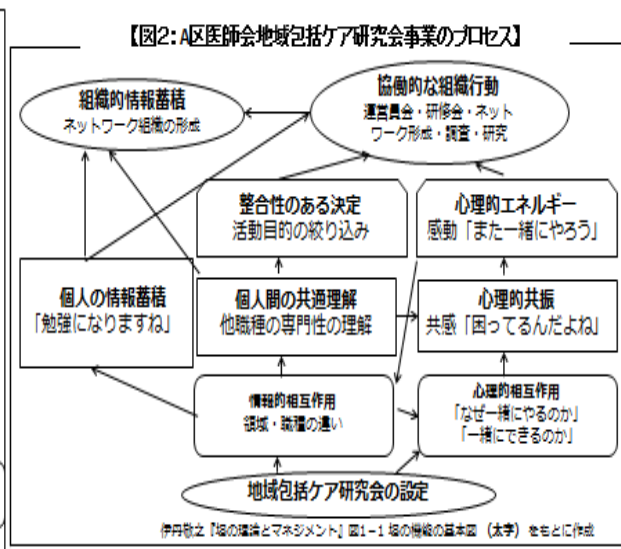 【図2:A区医師会地域包括ケア研究会事業のプロセス】
組織的情報蓄積
ネットワーク組織の形成
協働的な組織行動
運営員会・研修会・ネット
ワーク形成・調査・研究
整合性のある決定
活動目的の絞り込み
心理的エネルギー
感動「また一緒にやろう」
個人の情報蓄積
「勉強になりますね」
個人間の共通理解
他職種の専門性の理解
心理的共振
共感「困ってるんだよね」
情報的相互作用
領域・職種の違い
心理的相互作用
「なぜ一緒にやるのか」
「一緒にできるのか」
地域包括ケア研究会の設定
伊丹敬之『場の理論とマネジメント』図1-1 場の機能の基本図 (太字) をもとに作成